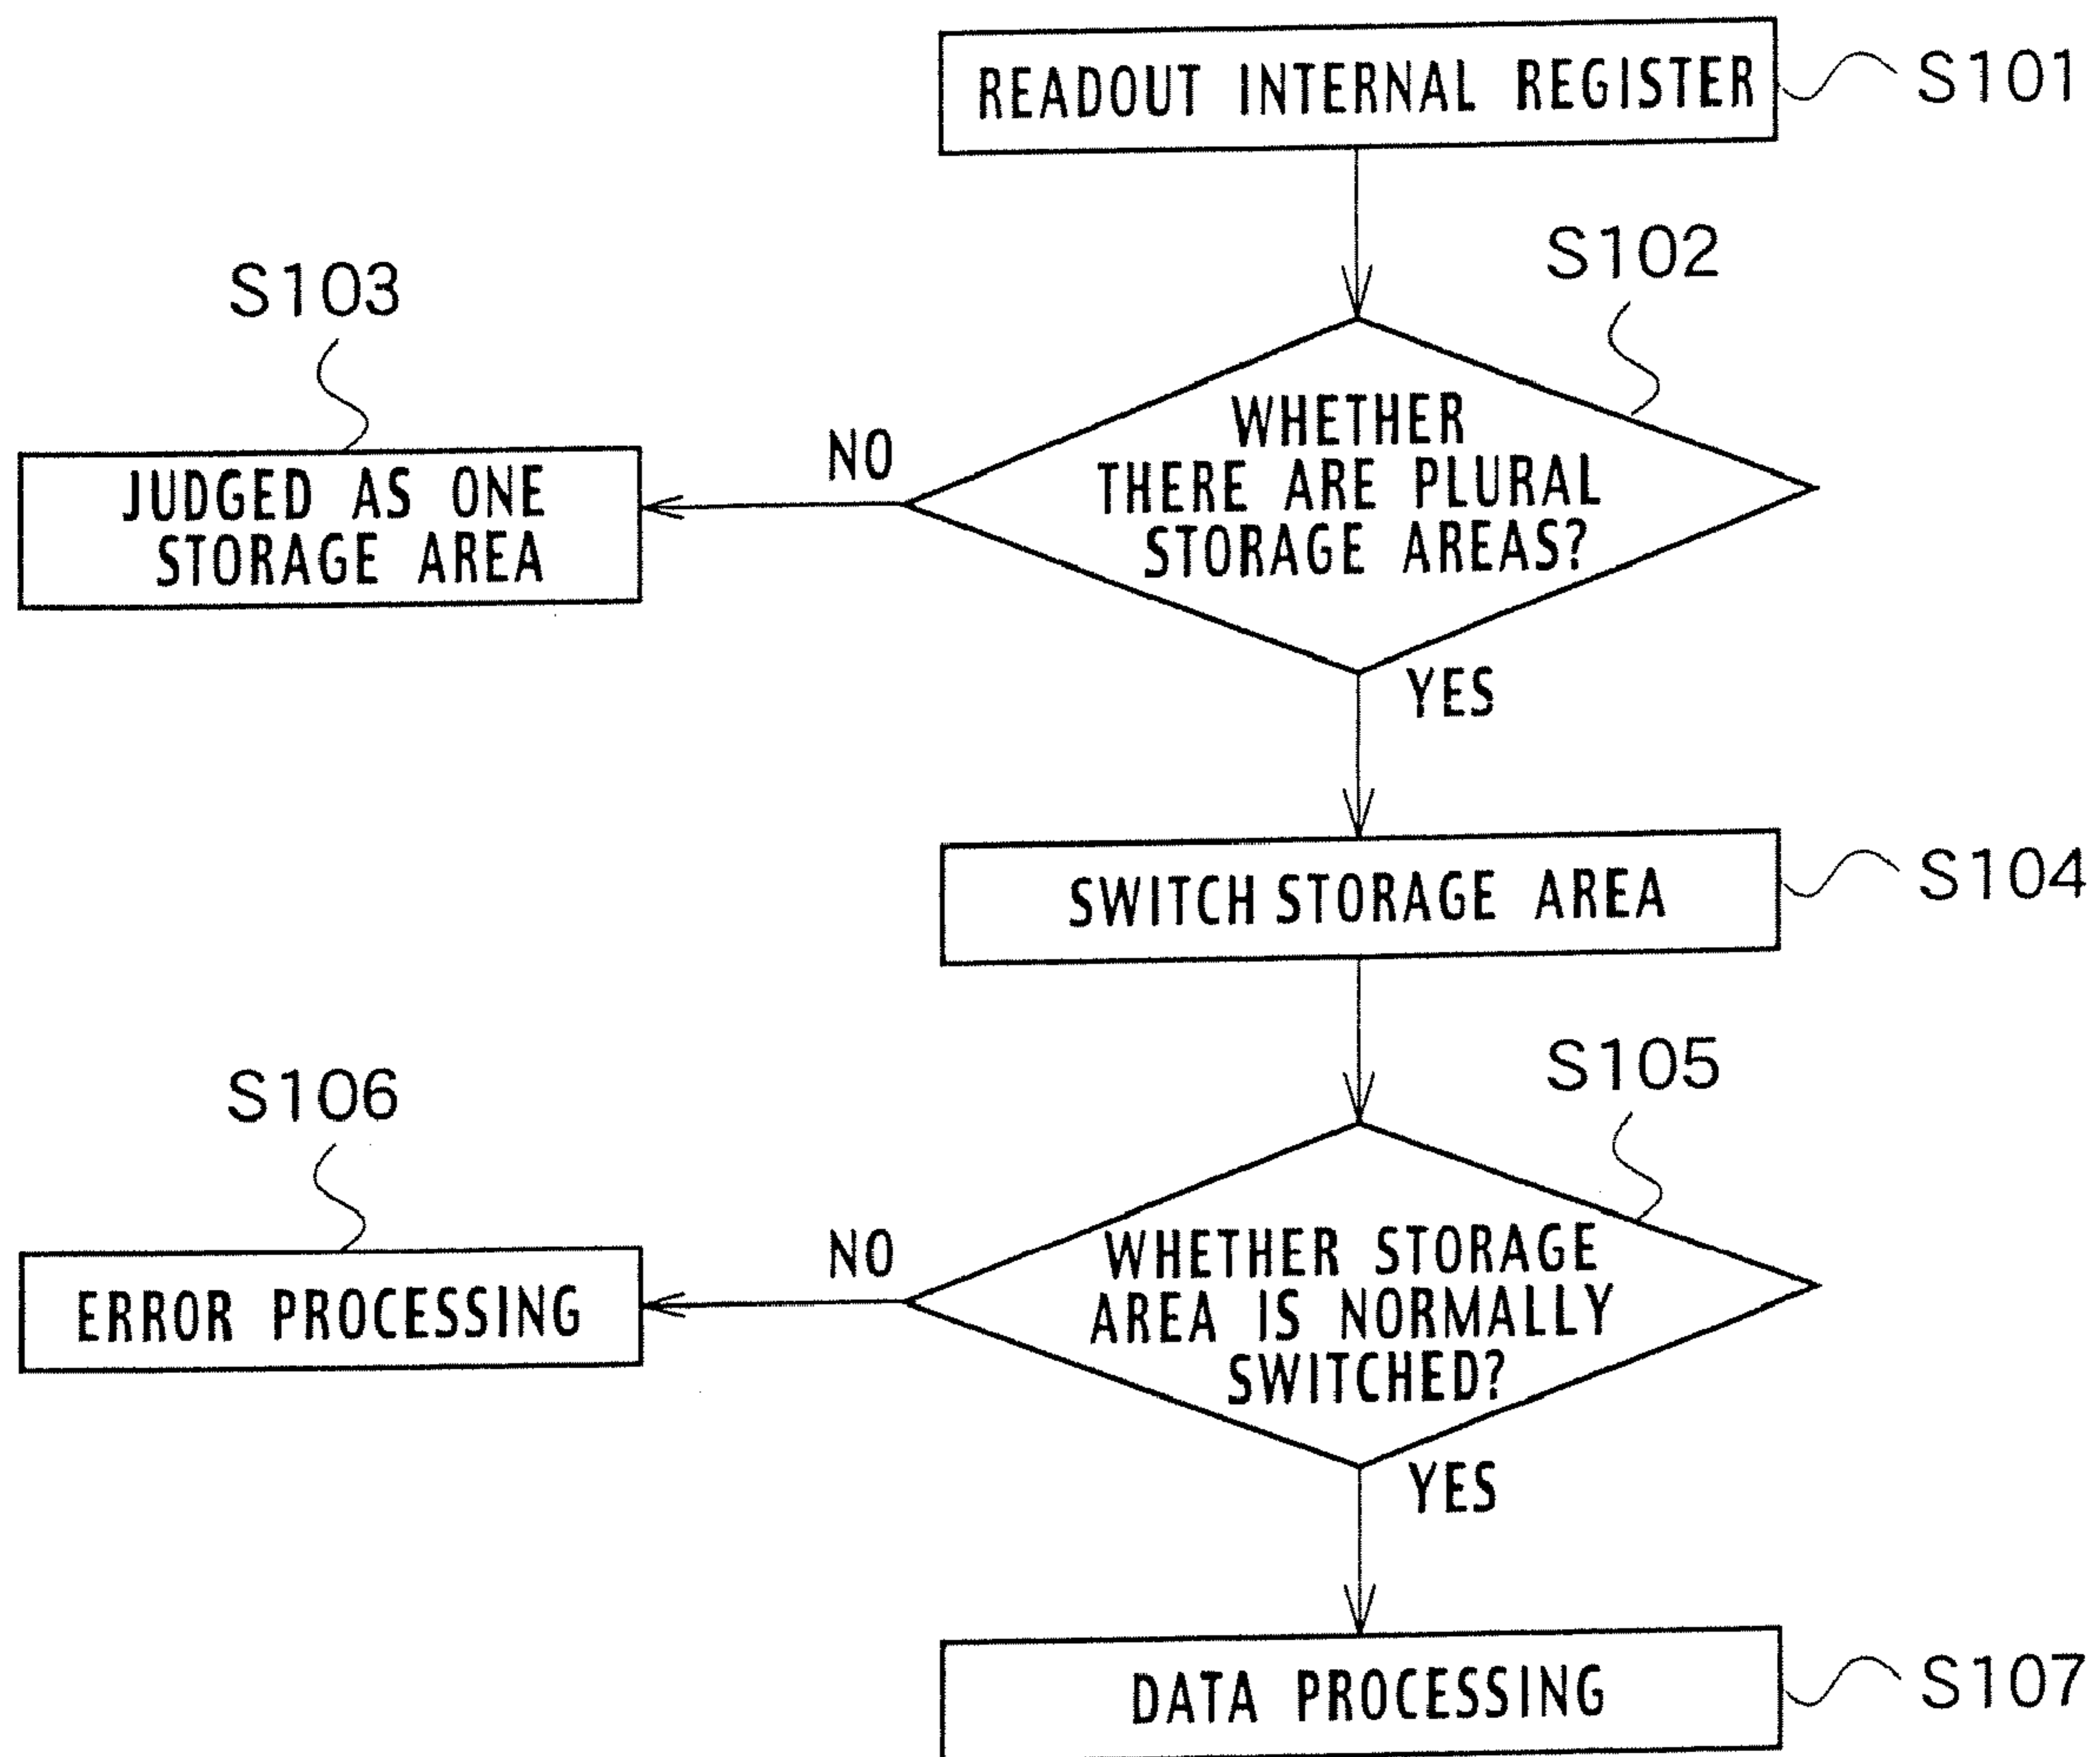 READOUT INTERNAL REGISTER
S101
S102
S103
WHETHER
THERE ARE PLURAL
STORAGE AREAS?
NO
JUDGED AS ONE
STORAGE AREA
YES
SWITCH STORAGE AREA
S104
S105
S106
WHETHER STORAGE
AREA IS NORMALLY
SWITCHED?
NO
ERROR PROCESSING
YES
DATA PROCESSING
S107